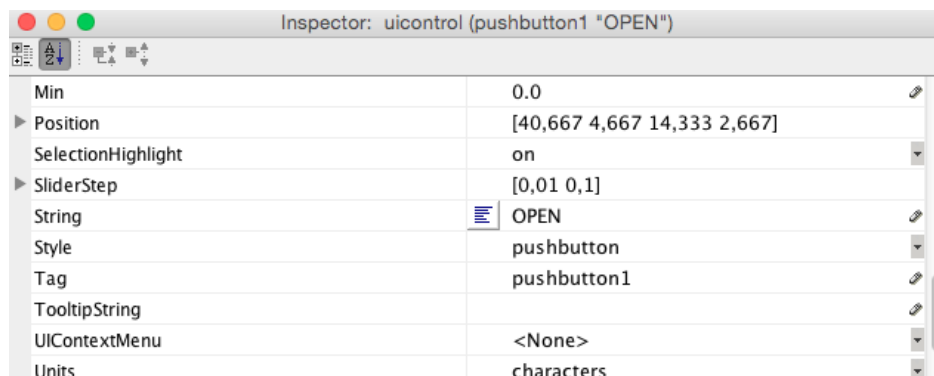 Inspector: uicontrol (pushbutton1 "OPEN")
Min 0.0
Position [40,667 4,667 14,333 2,667]
SelectionHighlight on
SliderStep [0,01 0,1]
String OPEN
Style pushbutton
Tag pushbutton1
TooltipString
UIContextMenu <None>
Units characters